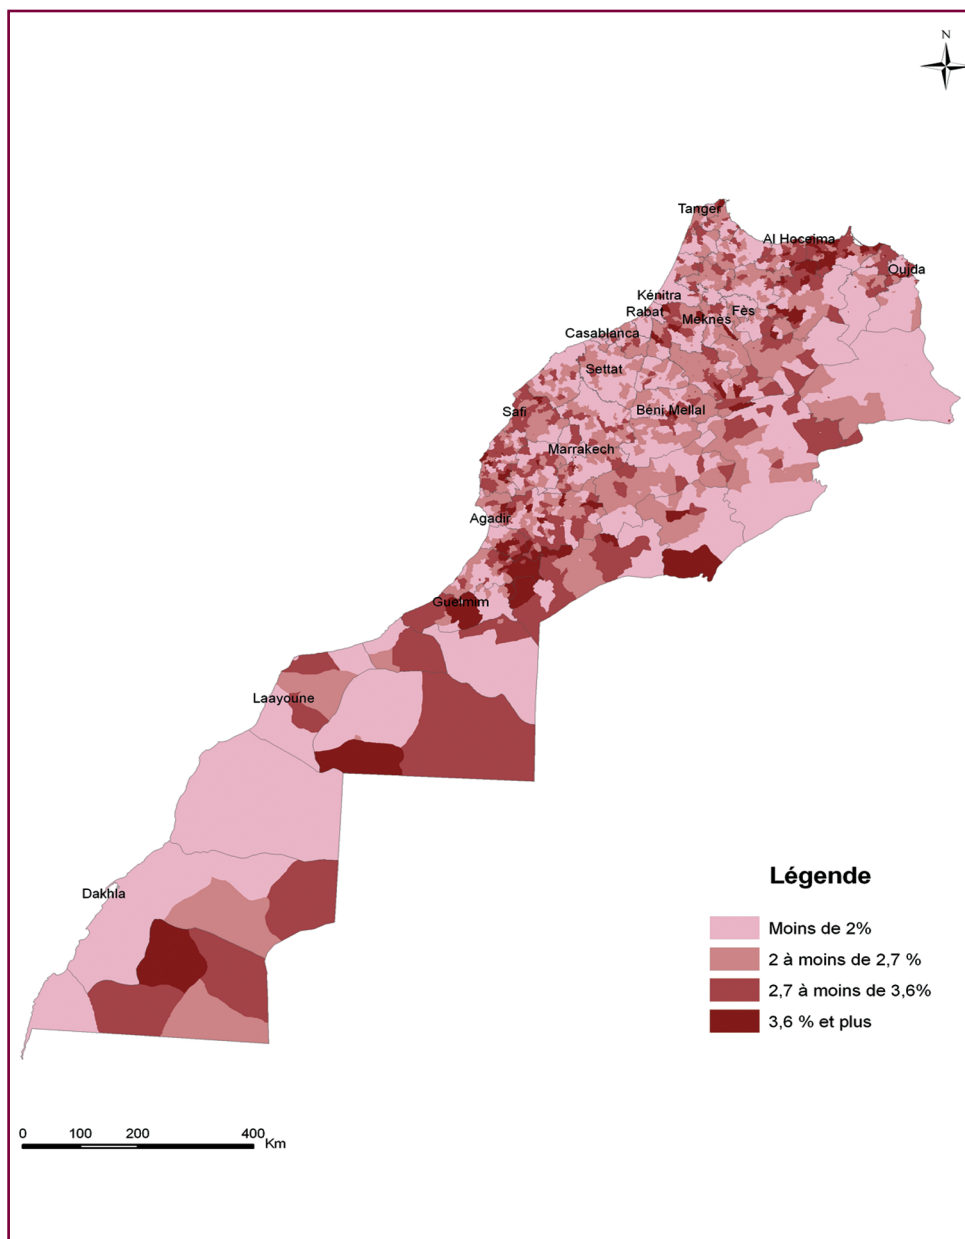 N
Tanger
Al Hoceima
Oujda
Kénitra
Rabat
Meknès
Fès
Casablanca
Settat
Safi
Béni Mellal
Marrakech
Agadir
Guelmim
Laayoune
Dakhla
Légende
Moins de 2%
2 à moins de 2,7 %
2,7 à moins de 3,6%
3,6 % et plus
0 100 200 400
Km